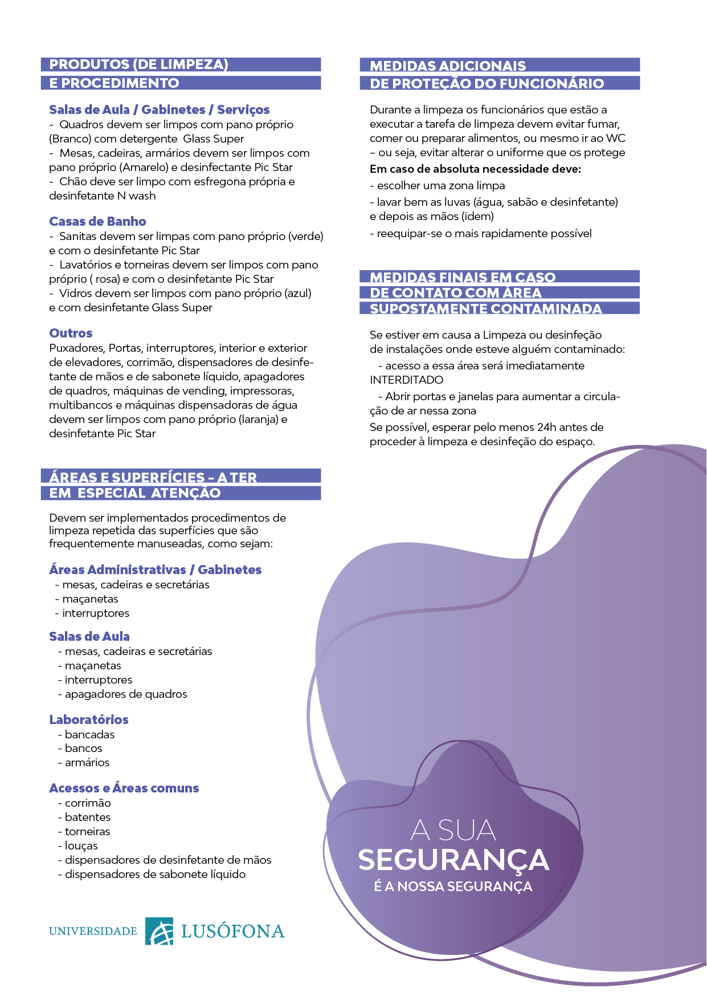 PRODUTOS (DE LIMPEZA)
E PROCEDIMENTO
Salas de Aula / Gabinetes / Serviços
- Quadros devem ser limpos com pano próprio
(Branco) com detergente Glass Super
- Mesas, cadeiras, armários devem ser limpos com
pano próprio (Amarelo) e desinfectante Pic Star
- Chão deve ser limpo com esfregona própria e
desinfetante N wash
Casas de Banho
- Sanitas devem ser limpas com pano próprio (verde)
e com o desinfetante Pic Star
- Lavatórios e torneiras devem ser limpos com pano
próprio ( rosa) e com o desinfetante Pic Star
- Vidros devem ser limpos com pano próprio (azul)
e com desinfetante Glass Super
Outros
Puxadores, Portas, interruptores, interior e exterior
de elevadores, corrimão, dispensadores de desinfe-
tante de mãos e de sabonete líquido, apagadores
de quadros, máquinas de vending, impressoras,
multibancos e máquinas dispensadoras de água
devem ser limpos com pano próprio (laranja) e
desinfetante Pic Star
ÁREAS E SUPERFÍCIES – A TER
EM ESPECIAL ATENÇÃO
Devem ser implementados procedimentos de
limpeza repetida das superfícies que são
frequentemente manuseadas, como sejam:
Áreas Administrativas / Gabinetes
- mesas, cadeiras e secretárias
- maçanetas
- interruptores
Salas de Aula
- mesas, cadeiras e secretárias
- maçanetas
- interruptores
- apagadores de quadros
Laboratórios
- bancadas
- bancos
- armários
Acessos e Áreas comuns
- corrimão
- batentes
- torneiras
- louças
- dispensadores de desinfetante de mãos
- dispensadores de sabonete líquido
UNIVERSIDADE LUSÓFONA
MEDIDAS ADICIONAIS
DE PROTEÇÃO DO FUNCIONÁRIO
Durante a limpeza os funcionários que estão a
executar a tarefa de limpeza devem evitar fumar,
comer ou preparar alimentos, ou mesmo ir ao WC
– ou seja, evitar alterar o uniforme que os protege
Em caso de absoluta necessidade deve:
- escolher uma zona limpa
- lavar bem as luvas (água, sabão e desinfetante)
e depois as mãos (idem)
- reequipar-se o mais rapidamente possível
MEDIDAS FINAIS EM CASO
DE CONTATO COM ÁREA
SUPOSTAMENTE CONTAMINADA
Se estiver em causa a Limpeza ou desinfeção
de instalações onde esteve alguém contaminado:
- acesso a essa área será imediatamente
INTERDITADO
- Abrir portas e janelas para aumentar a circula-
ção de ar nessa zona
Se possível, esperar pelo menos 24h antes de
proceder à limpeza e desinfeção do espaço.
A SUA
SEGURANÇA
É A NOSSA SEGURANÇA